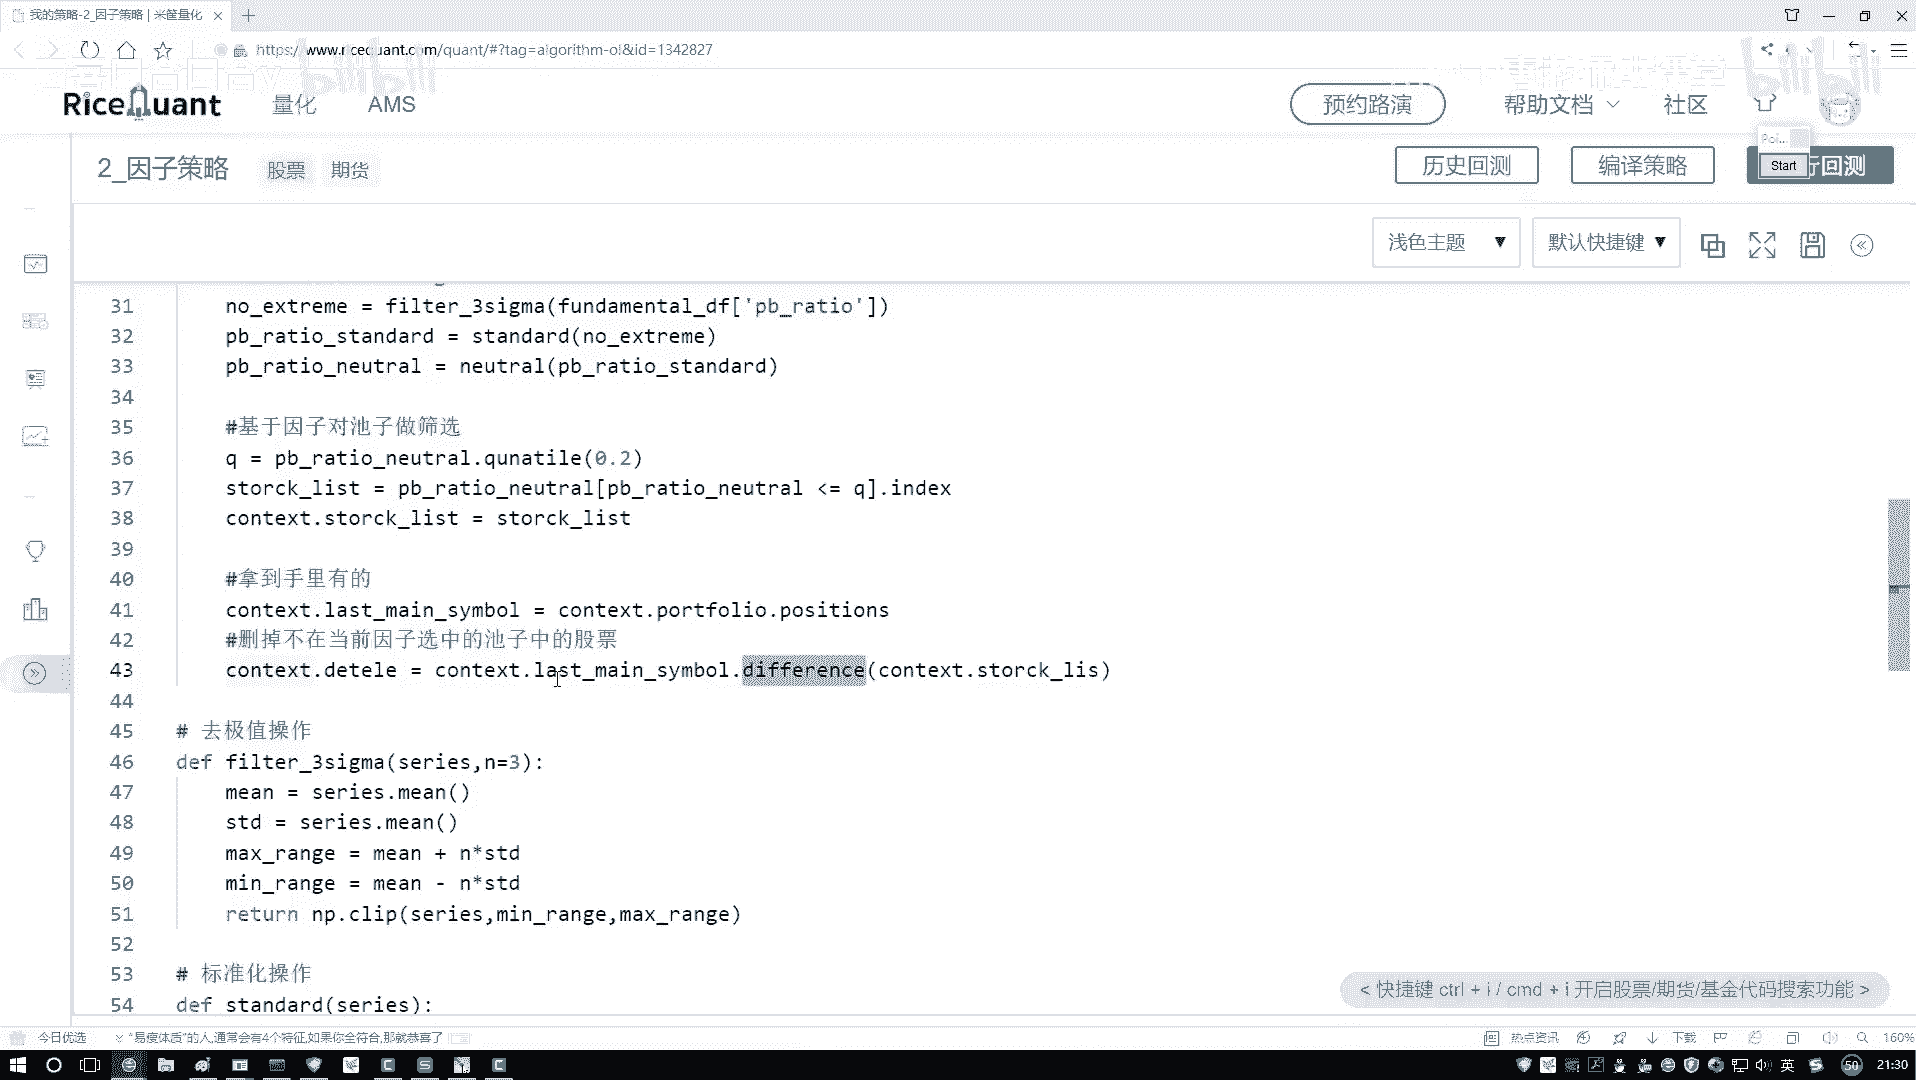 我的策略-2_因子策略 | 米筐量化
https://www.ricequant.com/quant/#?tag=algorithm-ol&id=1342827
bilibili
bilibili
RiceQuant
量化
AMS
预约路演
帮助文档
社区
Poi...
2_因子策略
股票
期货
历史回测
编译策略
Start
行回测
浅色主题
默认快捷键
31 no_extreme = filter_3sigma(fundamental_df['pb_ratio'])
32 pb_ratio_standard = standard(no_extreme)
33 pb_ratio_neutral = neutral(pb_ratio_standard)
34
35 #基于因子对池子做筛选
36 q = pb_ratio_neutral.qunatile(0.2)
37 storck_list = pb_ratio_neutral[pb_ratio_neutral <= q].index
38 context.storck_list = storck_list
39
40 #拿到手里有的
41 context.last_main_symbol = context.portfolio.positions
42 #删掉不在当前因子选中的池子中的股票
43 context.detele = context.last_main_symbol.difference(context.storck_lis)
44
45 # 去极值操作
46 def filter_3sigma(series,n=3):
47 mean = series.mean()
48 std = series.mean()
49 max_range = mean + n*std
50 min_range = mean - n*std
51 return np.clip(series,min_range,max_range)
52
53 # 标准化操作
54 def standard(series):
< 快捷键 ctrl + i / cmd + i 开启股票/期货/基金代码搜索功能 >
今日优选
“易瘦体质”的人,通常会有4个特征,如果你全符合,那就恭喜了
热点资讯
下载
160%
英
50
21:30